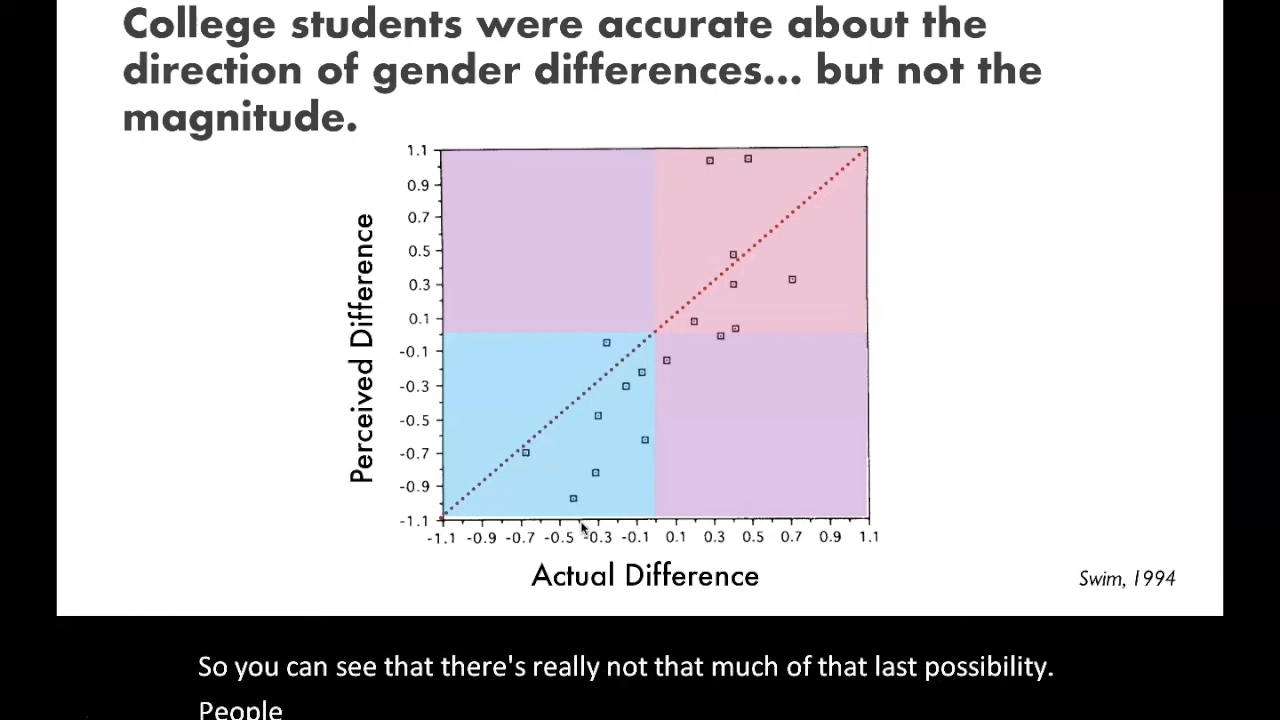 College students were accurate about the
direction of gender differences... but not the
magnitude.
1.1
0.9
0.7
0.5
0.3
0.1
-0.1
-0.3
-0.5
-0.7
-0.9
-1.1
Perceived Difference
-1.1 -0.9 -0.7 -0.5 -0.3 -0.1 0.1 0.3 0.5 0.7 0.9 1.1
Actual Difference
Swim, 1994
So you can see that there's really not that much of that last possibility.
People